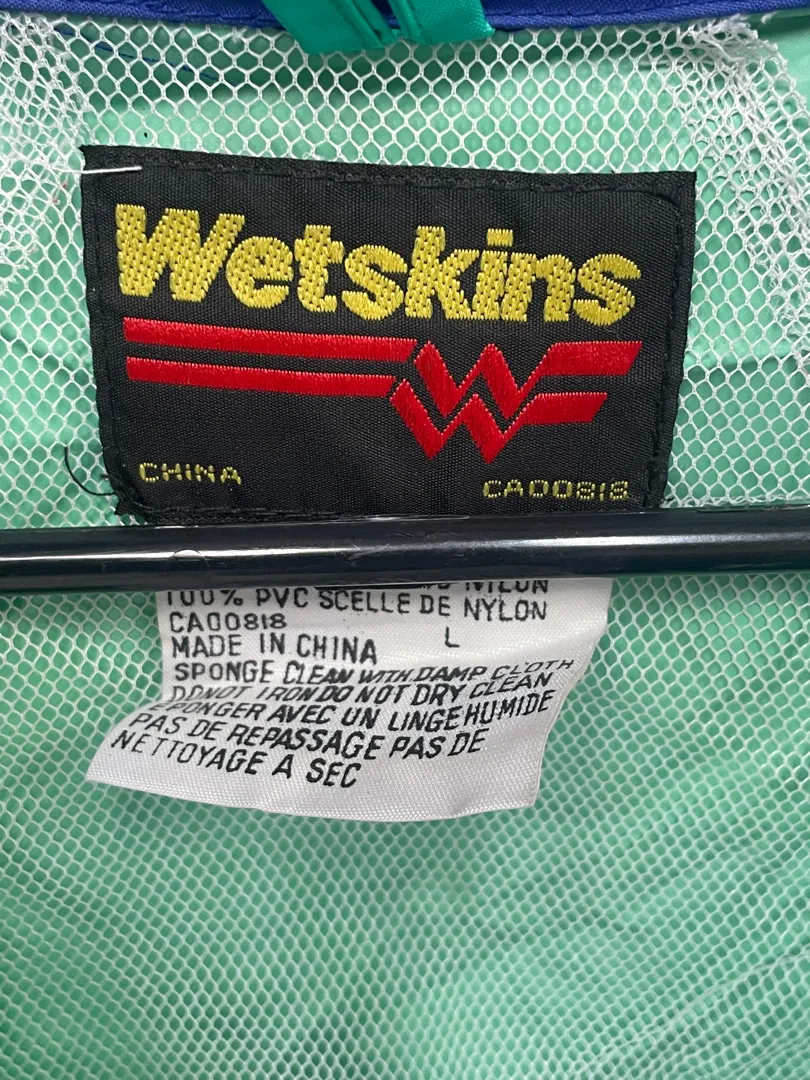 Wetskins
CHINA
CA00818
NYLON
100% PVC SCELLE DE NYLON
CA00818
MADE IN CHINA L
SPONGE CLEAN WITH DAMP CLOTH
DO NOT IRON DO NOT DRY CLEAN
EPONGER AVEC UN LINGE HUMIDE
PAS DE REPASSAGE PAS DE
NETTOYAGE A SEC